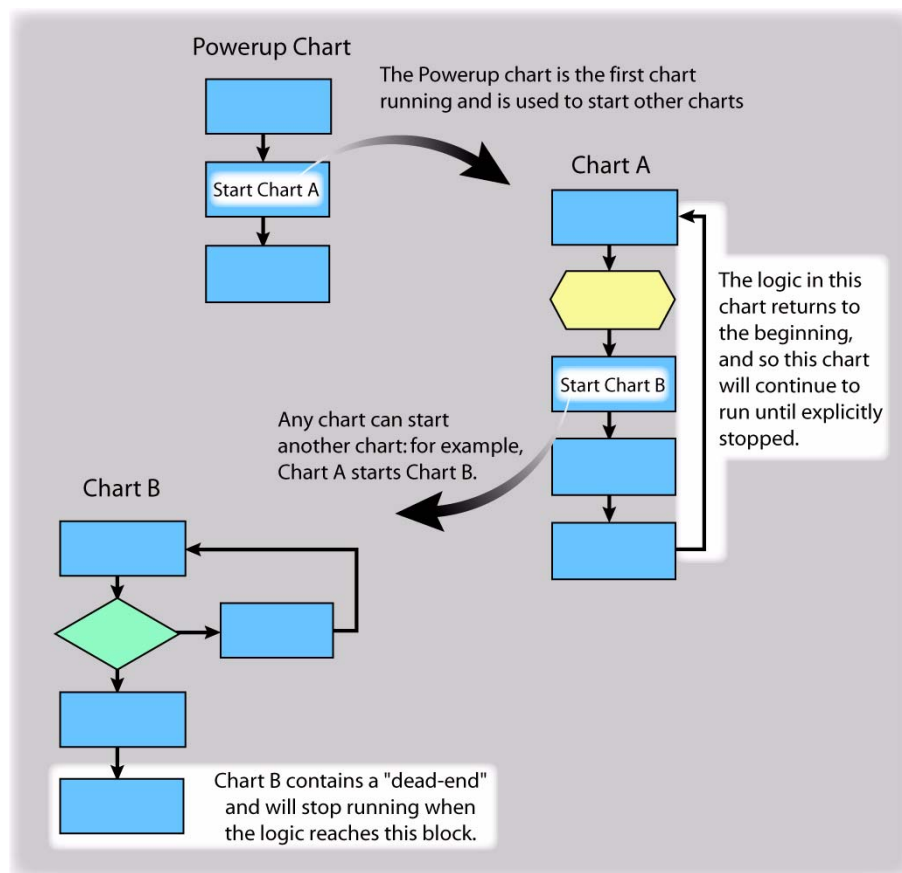 Powerup Chart
The Powerup chart is the first chart
running and is used to start other charts
Start Chart A
Chart A
The logic in this
chart returns to
the beginning,
and so this chart
will continue to
run until explicitly
stopped.
Start Chart B
Any chart can start
another chart: for example,
Chart A starts Chart B.
Chart B
Chart B contains a "dead-end"
and will stop running when
the logic reaches this block.